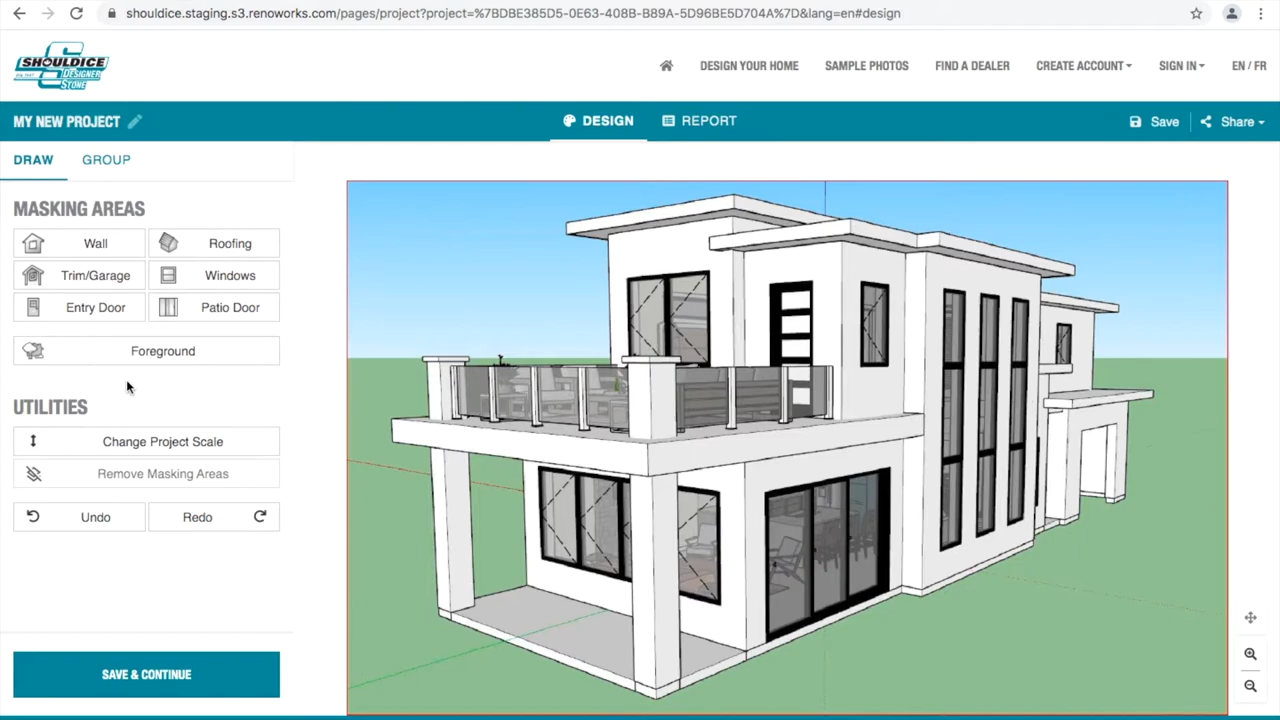 shouldice.staging.s3.renoworks.com/pages/project?project=%7BDBE385D5-0E63-408B-B89A-5D96BE5D704A%7D&lang=en#design
SHOULDICE
DESIGNER
STONE
DESIGN YOUR HOME
SAMPLE PHOTOS
FIND A DEALER
CREATE ACCOUNT
SIGN IN
EN / FR
MY NEW PROJECT
DESIGN
REPORT
Save
Share
DRAW
GROUP
MASKING AREAS
Wall
Roofing
Trim/Garage
Windows
Entry Door
Patio Door
Foreground
UTILITIES
Change Project Scale
Remove Masking Areas
Undo
Redo
SAVE & CONTINUE